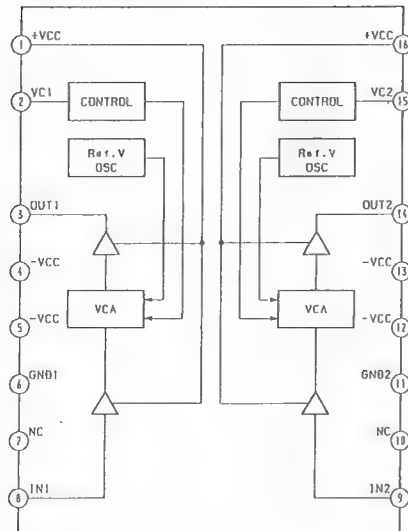 1 +VCC +VCC 16
2 VC1 CONTROL CONTROL VC2 15
Ref.V OSC Ref.V OSC
3 OUT1 OUT2 14
4 -VCC -VCC 13
5 -VCC VCA VCA -VCC 12
6 GND1 GND2 11
7 NC NC 10
8 IN1 IN2 9